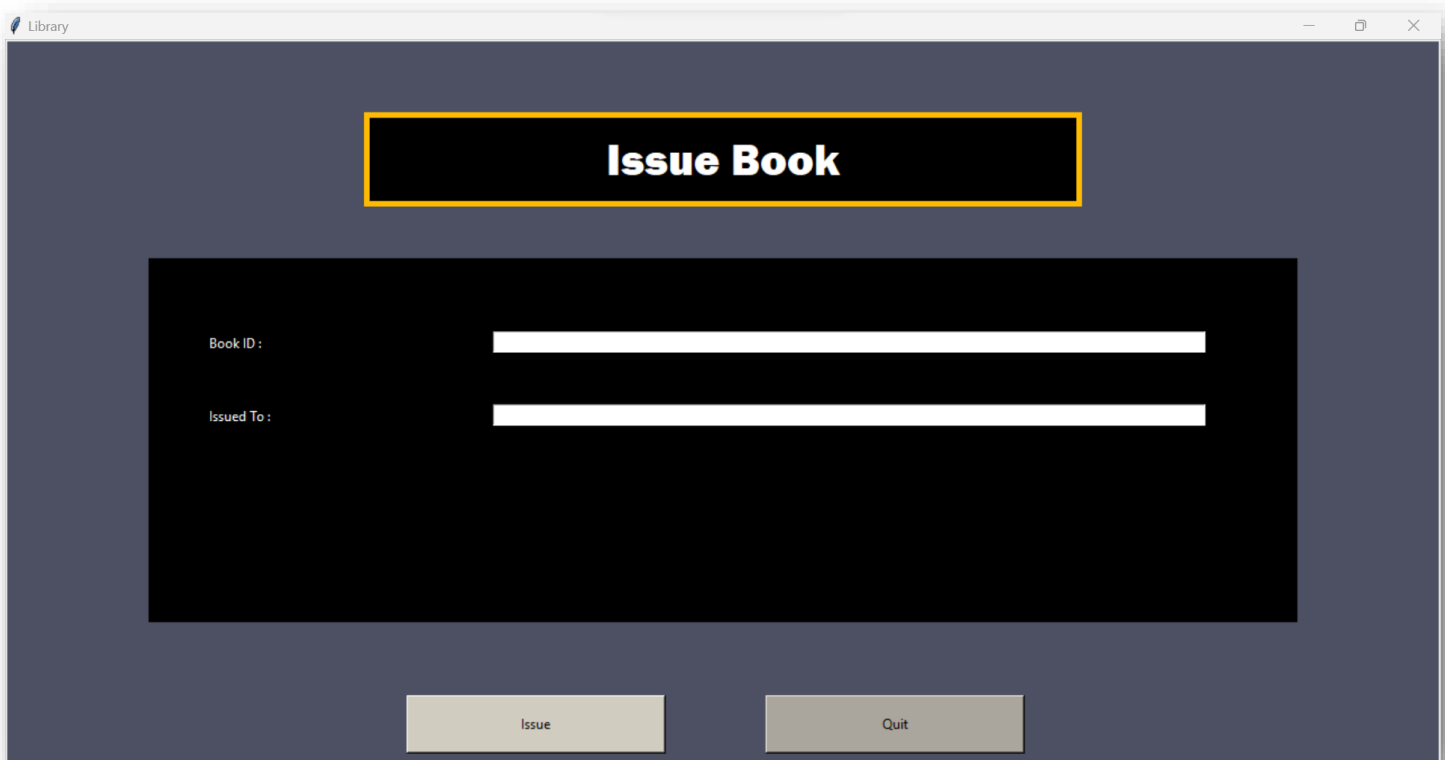 Library
Issue Book
Book ID :
Issued To :
Issue
Quit